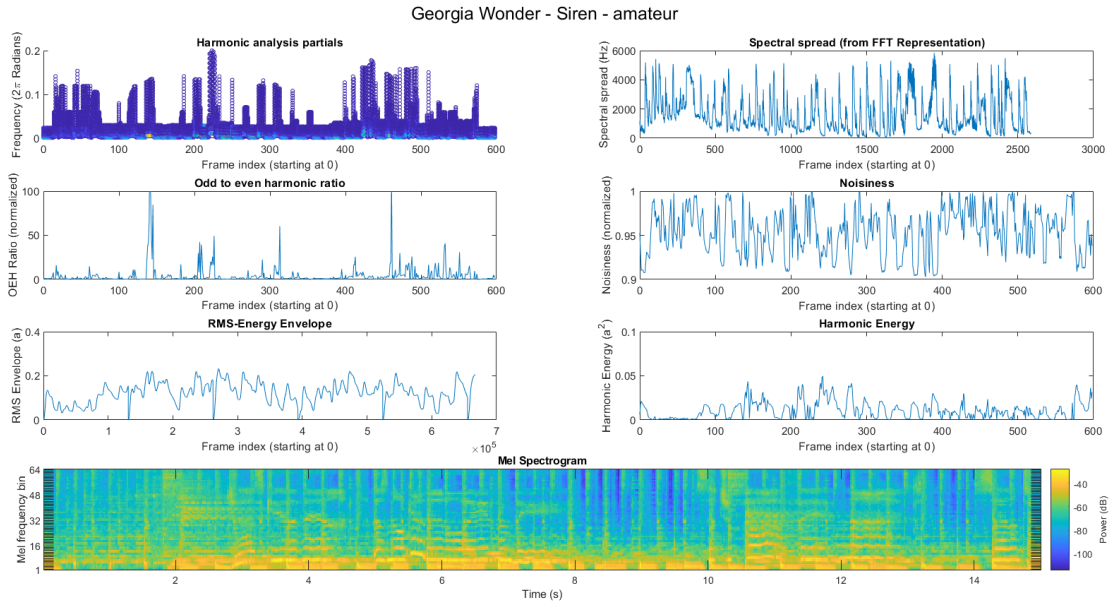 Georgia Wonder - Siren - amateur
Harmonic analysis partials
Frequency (2π Radians)
0.2
0.1
0
0 100 200 300 400 500 600
Frame index (starting at 0)
Spectral spread (from FFT Representation)
Spectral spread (Hz)
6000
4000
2000
0
0 500 1000 1500 2000 2500 3000
Frame index (starting at 0)
Odd to even harmonic ratio
OEH Ratio (normalized)
100
50
0
0 100 200 300 400 500 600
Frame index (starting at 0)
Noisiness
Noisiness (normalized)
1
0.95
0.9
0 100 200 300 400 500 600
Frame index (starting at 0)
RMS-Energy Envelope
RMS Envelope (a)
0.4
0.2
0
0 1 2 3 4 5 6 7
Frame index (starting at 0)
×10^5
Harmonic Energy
Harmonic Energy (a^2)
0.1
0.05
0
0 100 200 300 400 500 600
Frame index (starting at 0)
Mel Spectrogram
Mel frequency bin
64
48
32
16
1
2 4 6 8 10 12 14
Time (s)
-40
-60
-80
-100
Power (dB)